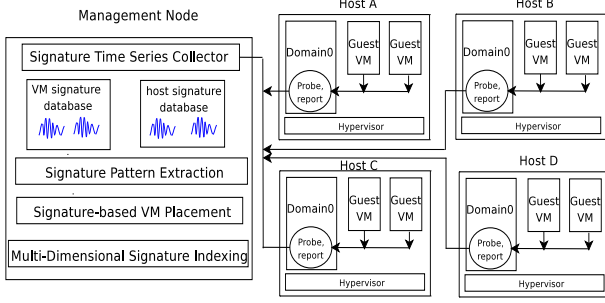 Management Node
Signature Time Series Collector
VM signature
database
host signature
database
Signature Pattern Extraction
Signature-based VM Placement
Multi-Dimensional Signature Indexing
Host A
Domain0
Probe,
report
Guest
VM
Guest
VM
Hypervisor
Host B
Domain0
Probe,
report
Guest
VM
Guest
VM
Hypervisor
Host C
Domain0
Probe,
report
Guest
VM
Guest
VM
Hypervisor
Host D
Domain0
Probe,
report
Guest
VM
Guest
VM
Hypervisor